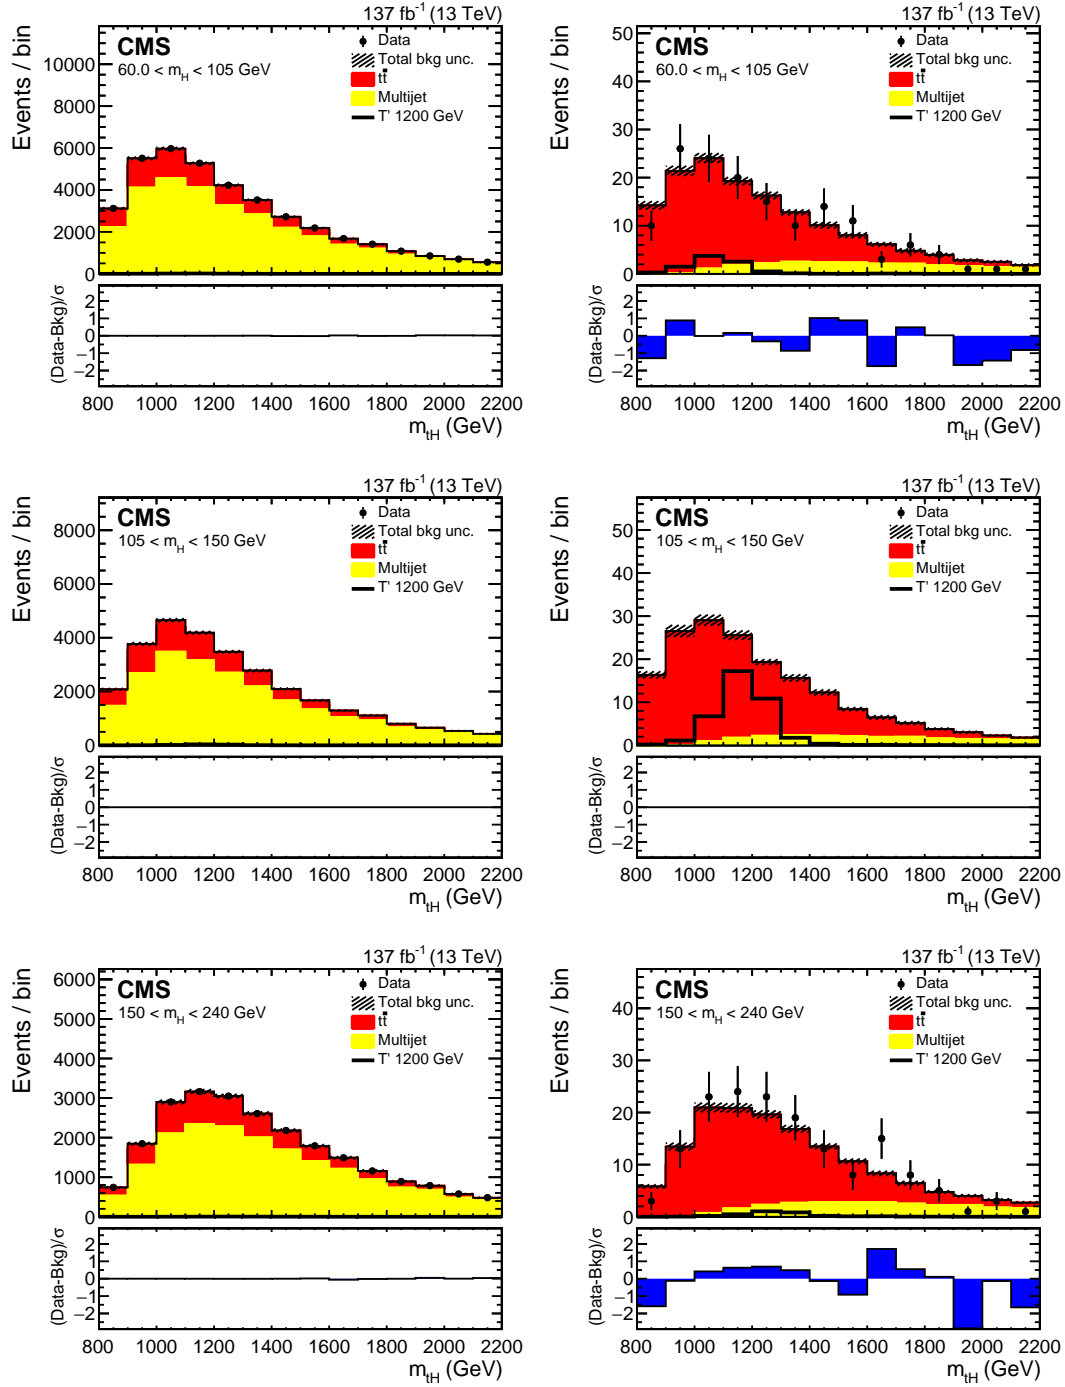 137 fb⁻¹ (13 TeV)
CMS
60.0 < m_H < 105 GeV
Data
Total bkg unc.
tt̄
Multijet
T' 1200 GeV
Events / bin
10000
8000
6000
4000
2000
0
(Data-Bkg)/σ
2
1
0
−1
−2
800 1000 1200 1400 1600 1800 2000 2200
m_tH (GeV)
137 fb⁻¹ (13 TeV)
CMS
60.0 < m_H < 105 GeV
Data
Total bkg unc.
tt̄
Multijet
T' 1200 GeV
Events / bin
50
40
30
20
10
0
(Data-Bkg)/σ
2
1
0
−1
−2
800 1000 1200 1400 1600 1800 2000 2200
m_tH (GeV)
137 fb⁻¹ (13 TeV)
CMS
105 < m_H < 150 GeV
Data
Total bkg unc.
tt̄
Multijet
T' 1200 GeV
Events / bin
8000
6000
4000
2000
0
(Data-Bkg)/σ
2
1
0
−1
−2
800 1000 1200 1400 1600 1800 2000 2200
m_tH (GeV)
137 fb⁻¹ (13 TeV)
CMS
105 < m_H < 150 GeV
Data
Total bkg unc.
tt̄
Multijet
T' 1200 GeV
Events / bin
50
40
30
20
10
0
(Data-Bkg)/σ
2
1
0
−1
−2
800 1000 1200 1400 1600 1800 2000 2200
m_tH (GeV)
137 fb⁻¹ (13 TeV)
CMS
150 < m_H < 240 GeV
Data
Total bkg unc.
tt̄
Multijet
T' 1200 GeV
Events / bin
6000
5000
4000
3000
2000
1000
0
(Data-Bkg)/σ
2
1
0
−1
−2
800 1000 1200 1400 1600 1800 2000 2200
m_tH (GeV)
137 fb⁻¹ (13 TeV)
CMS
150 < m_H < 240 GeV
Data
Total bkg unc.
tt̄
Multijet
T' 1200 GeV
Events / bin
40
30
20
10
0
(Data-Bkg)/σ
2
1
0
−1
−2
800 1000 1200 1400 1600 1800 2000 2200
m_tH (GeV)